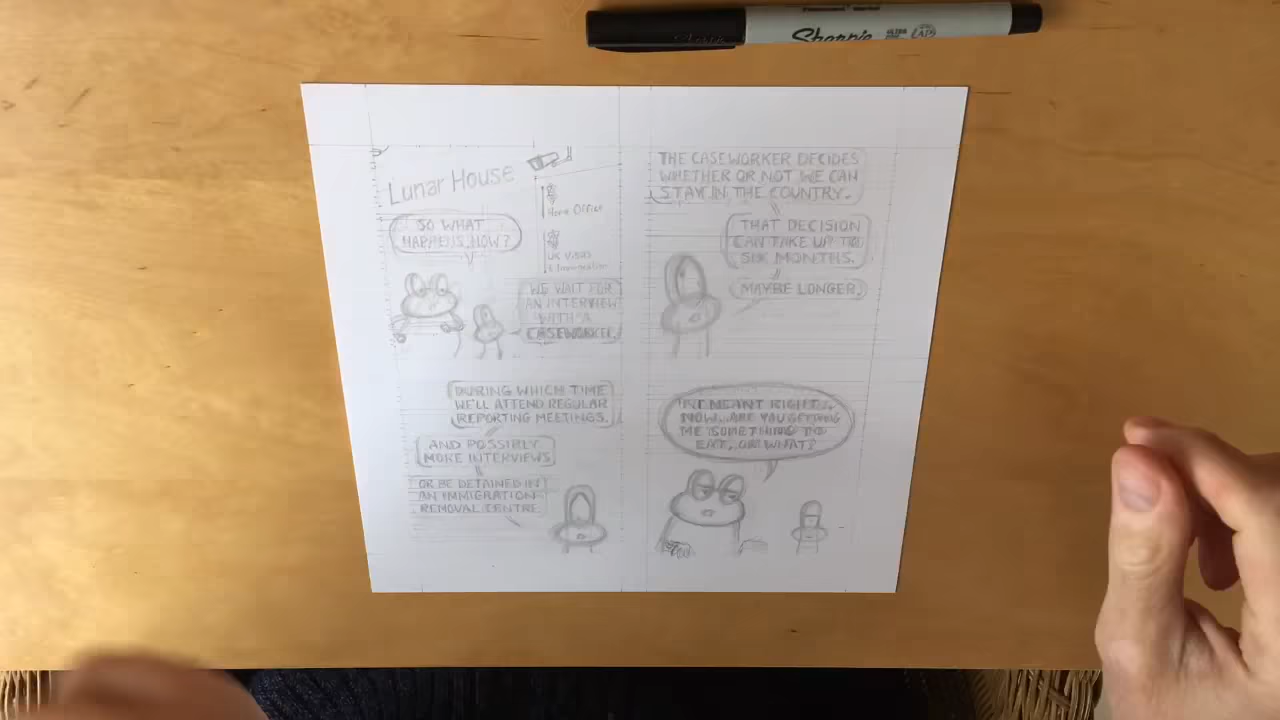 Sharpie
Lunar House
Home Office
UK Visas
& Immigration
SO WHAT
HAPPENS NOW?
WE WAIT FOR
AN INTERVIEW
WITH A
CASEWORKER.
THE CASEWORKER DECIDES
WHETHER OR NOT WE CAN
STAY IN THE COUNTRY.
THAT DECISION
CAN TAKE UP TO
SIX MONTHS.
MAYBE LONGER.
DURING WHICH TIME
WE'LL ATTEND REGULAR
REPORTING MEETINGS.
AND POSSIBLY
MORE INTERVIEWS
OR BE DETAINED IN
AN IMMIGRATION
REMOVAL CENTRE
I MEANT RIGHT
NOW. ARE YOU GETTING
ME SOMETHING TO
EAT, OR WHAT?